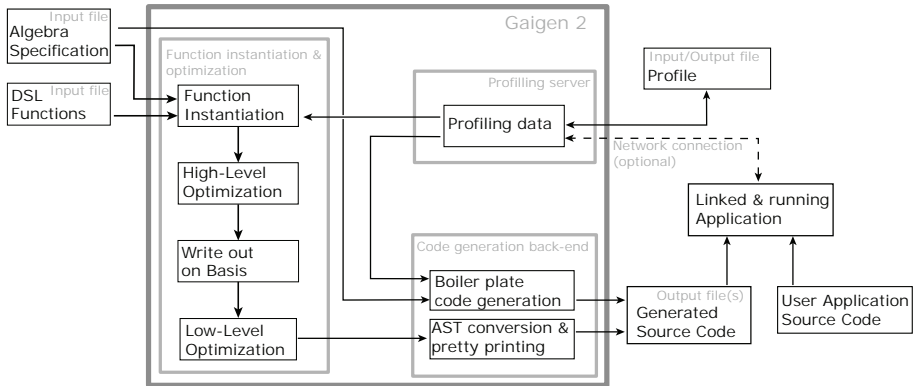 Gaigen 2
Input file
Algebra
Specification
Input file
DSL
Functions
Function instantiation &
optimization
Function
Instantiation
High-Level
Optimization
Write out
on Basis
Low-Level
Optimization
Profilling server
Profiling data
Input/Output file
Profile
Network connection
(optional)
Linked & running
Application
Code generation back-end
Boiler plate
code generation
AST conversion &
pretty printing
Output file(s)
Generated
Source Code
User Application
Source Code